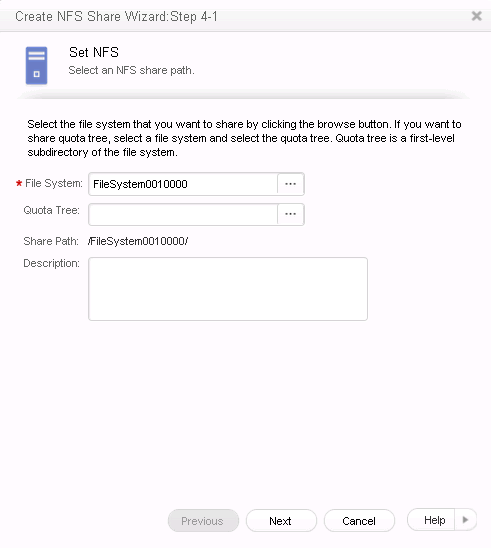 Create NFS Share Wizard:Step 4-1
Set NFS
Select an NFS share path.
Select the file system that you want to share by clicking the browse button. If you want to
share quota tree, select a file system and select the quota tree. Quota tree is a first-level
subdirectory of the file system.
* File System: FileSystem0010000 ...
Quota Tree: ...
Share Path: /FileSystem0010000/
Description:
Previous Next Cancel Help